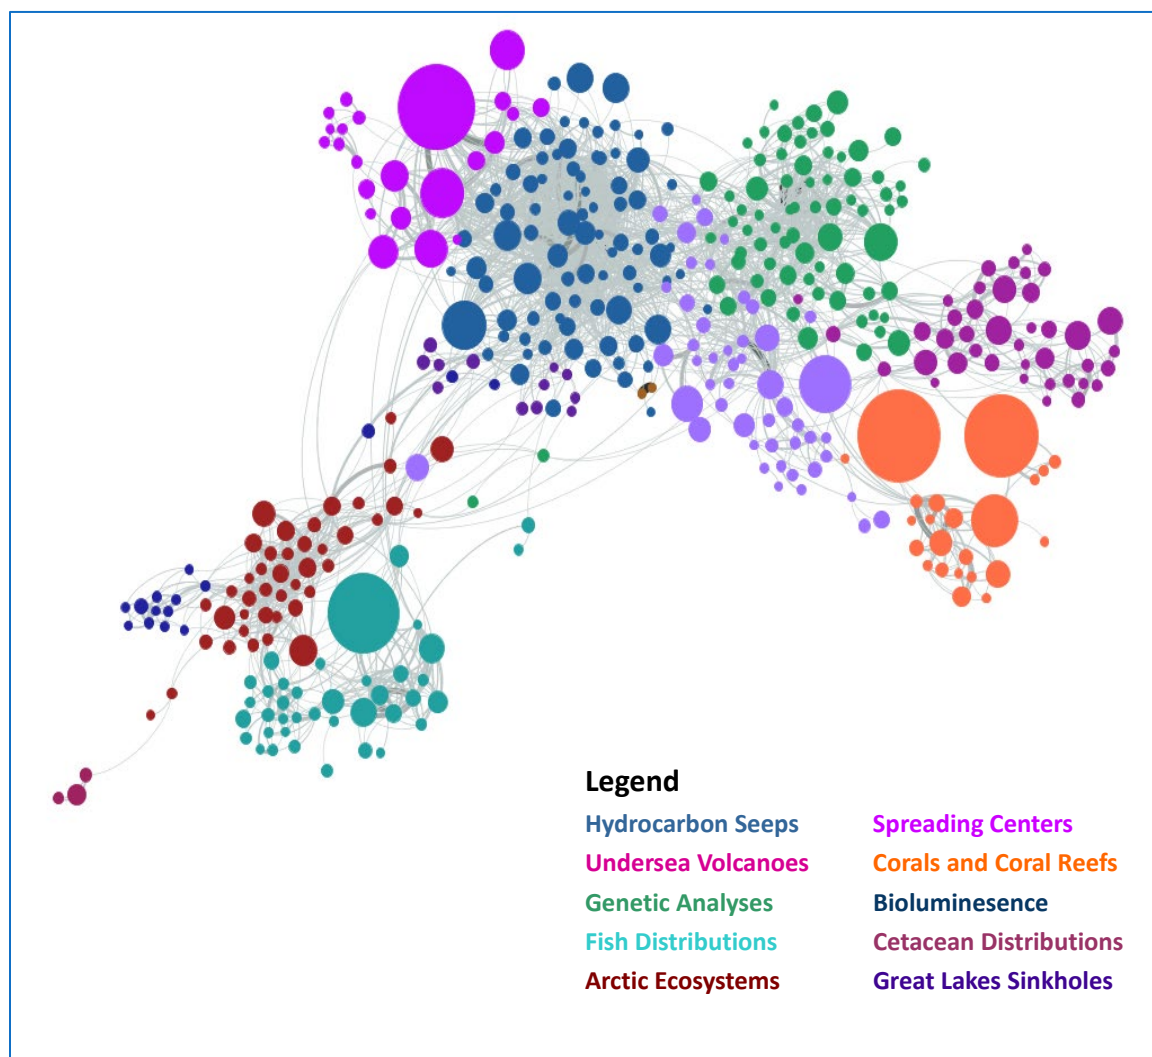 Legend
Hydrocarbon Seeps
Spreading Centers
Undersea Volcanoes
Corals and Coral Reefs
Genetic Analyses
Bioluminesence
Fish Distributions
Cetacean Distributions
Arctic Ecosystems
Great Lakes Sinkholes